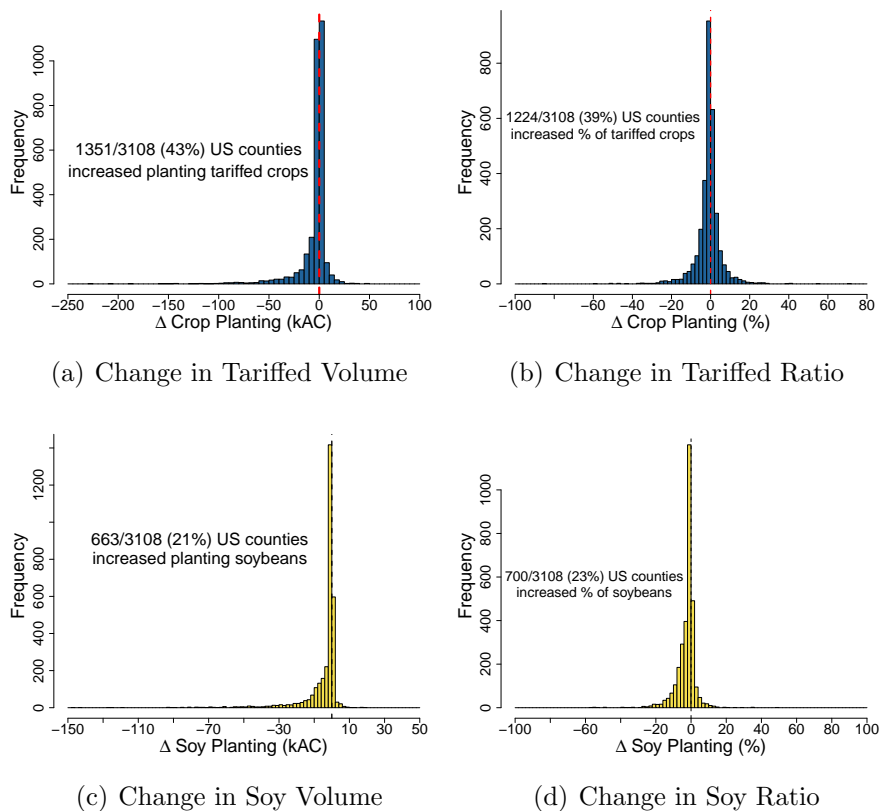 1351/3108 (43%) US counties
increased planting tariffed crops
Frequency
0
200
400
600
800
1000
−250
−200
−150
−100
−50
0
50
100
Δ Crop Planting (kAC)
(a) Change in Tariffed Volume
1224/3108 (39%) US counties
increased % of tariffed crops
Frequency
0
200
400
600
800
−100
−80
−60
−40
−20
0
20
40
60
80
Δ Crop Planting (%)
(b) Change in Tariffed Ratio
663/3108 (21%) US counties
increased planting soybeans
Frequency
0
200
400
600
800
1200
−150
−110
−70
−30
10
50
Δ Soy Planting (kAC)
(c) Change in Soy Volume
700/3108 (23%) US counties
increased % of soybeans
Frequency
0
200
400
600
800
1000
−100
−60
−20
0
20
40
60
80
100
Δ Soy Planting (%)
(d) Change in Soy Ratio